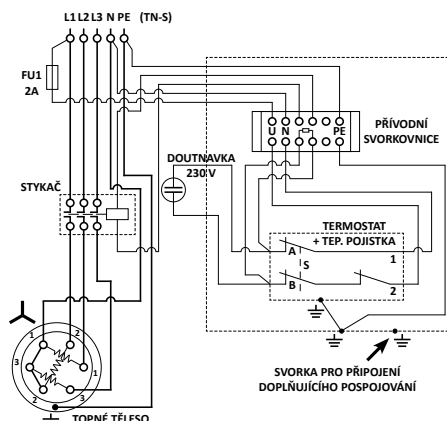 L1 L2 L3 N PE (TN-S)
FU1
2A
U N PE
PŘÍVODNÍ
SVORKOVNICE
DOUTNAVKA
230 V
STYKAČ
TERMOSTAT
+ TEP. POJISTKA
A
1
S
B
2
1
2
3
1
2
3
SVORKA PRO PŘIPOJENÍ
DOPLŇUJÍCÍHO POSPOJOVÁNÍ
TOPNÉ TĚLESO